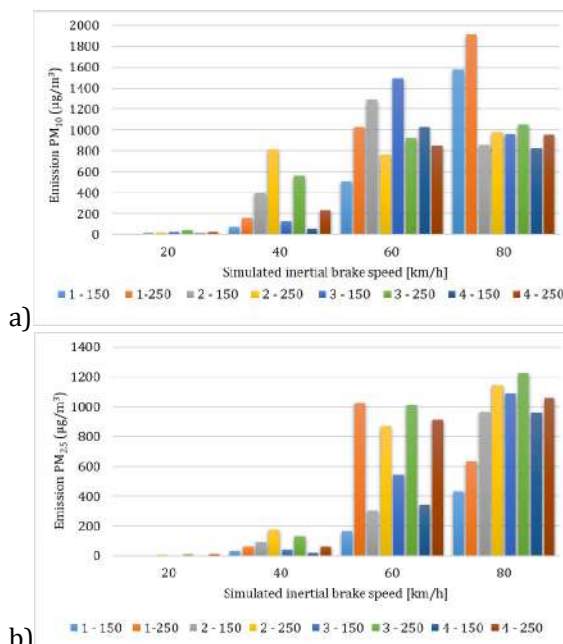 2000
1800
1600
1400
1200
1000
800
600
400
200
0
Emission PM10 (µg/m³)
20 40 60 80
Simulated inertial brake speed [km/h]
1 - 150 1-250 2 - 150 2 - 250 3 - 150 3 - 250 4 - 150 4 - 250
a)
1400
1200
1000
800
600
400
200
0
Emission PM2.5 (µg/m³)
20 40 60 80
Simulated inertial brake speed [km/h]
1 - 150 1-250 2 - 150 2 - 250 3 - 150 3 - 250 4 - 150 4 - 250
b)